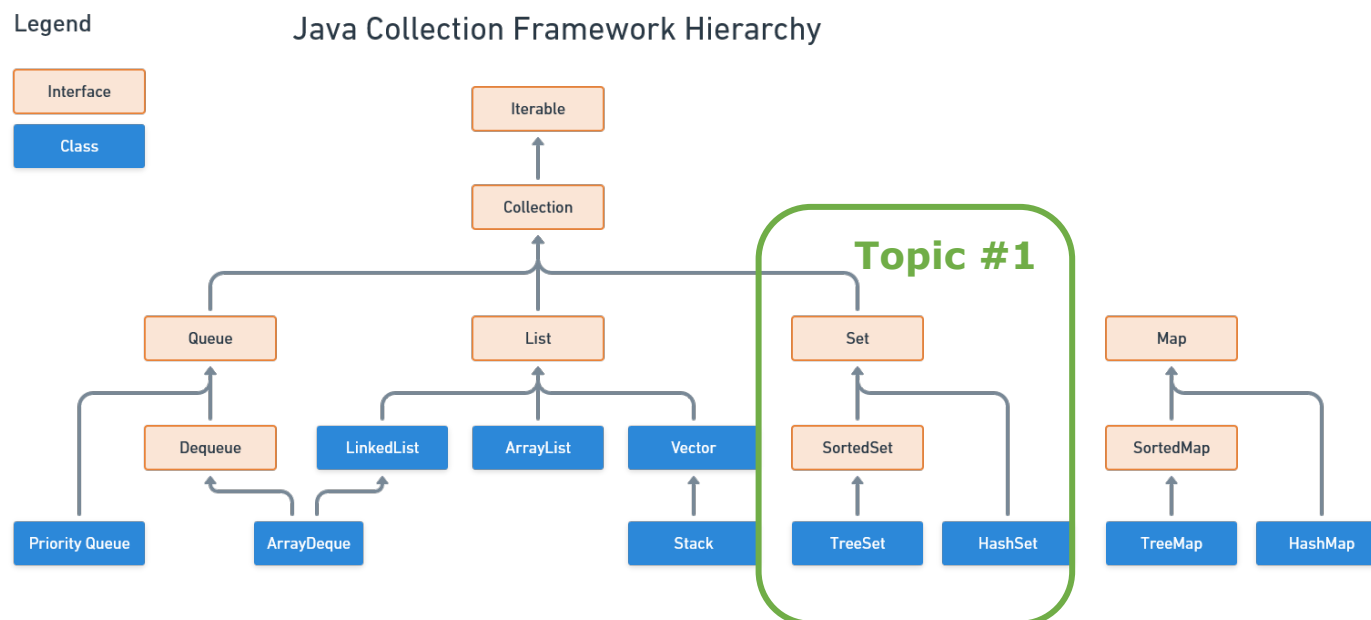 Legend
Java Collection Framework Hierarchy
Interface
Class
Iterable
Collection
Topic #1
Queue
List
Set
Map
Dequeue
LinkedList
ArrayList
Vector
SortedSet
SortedMap
Priority Queue
ArrayDeque
Stack
TreeSet
HashSet
TreeMap
HashMap